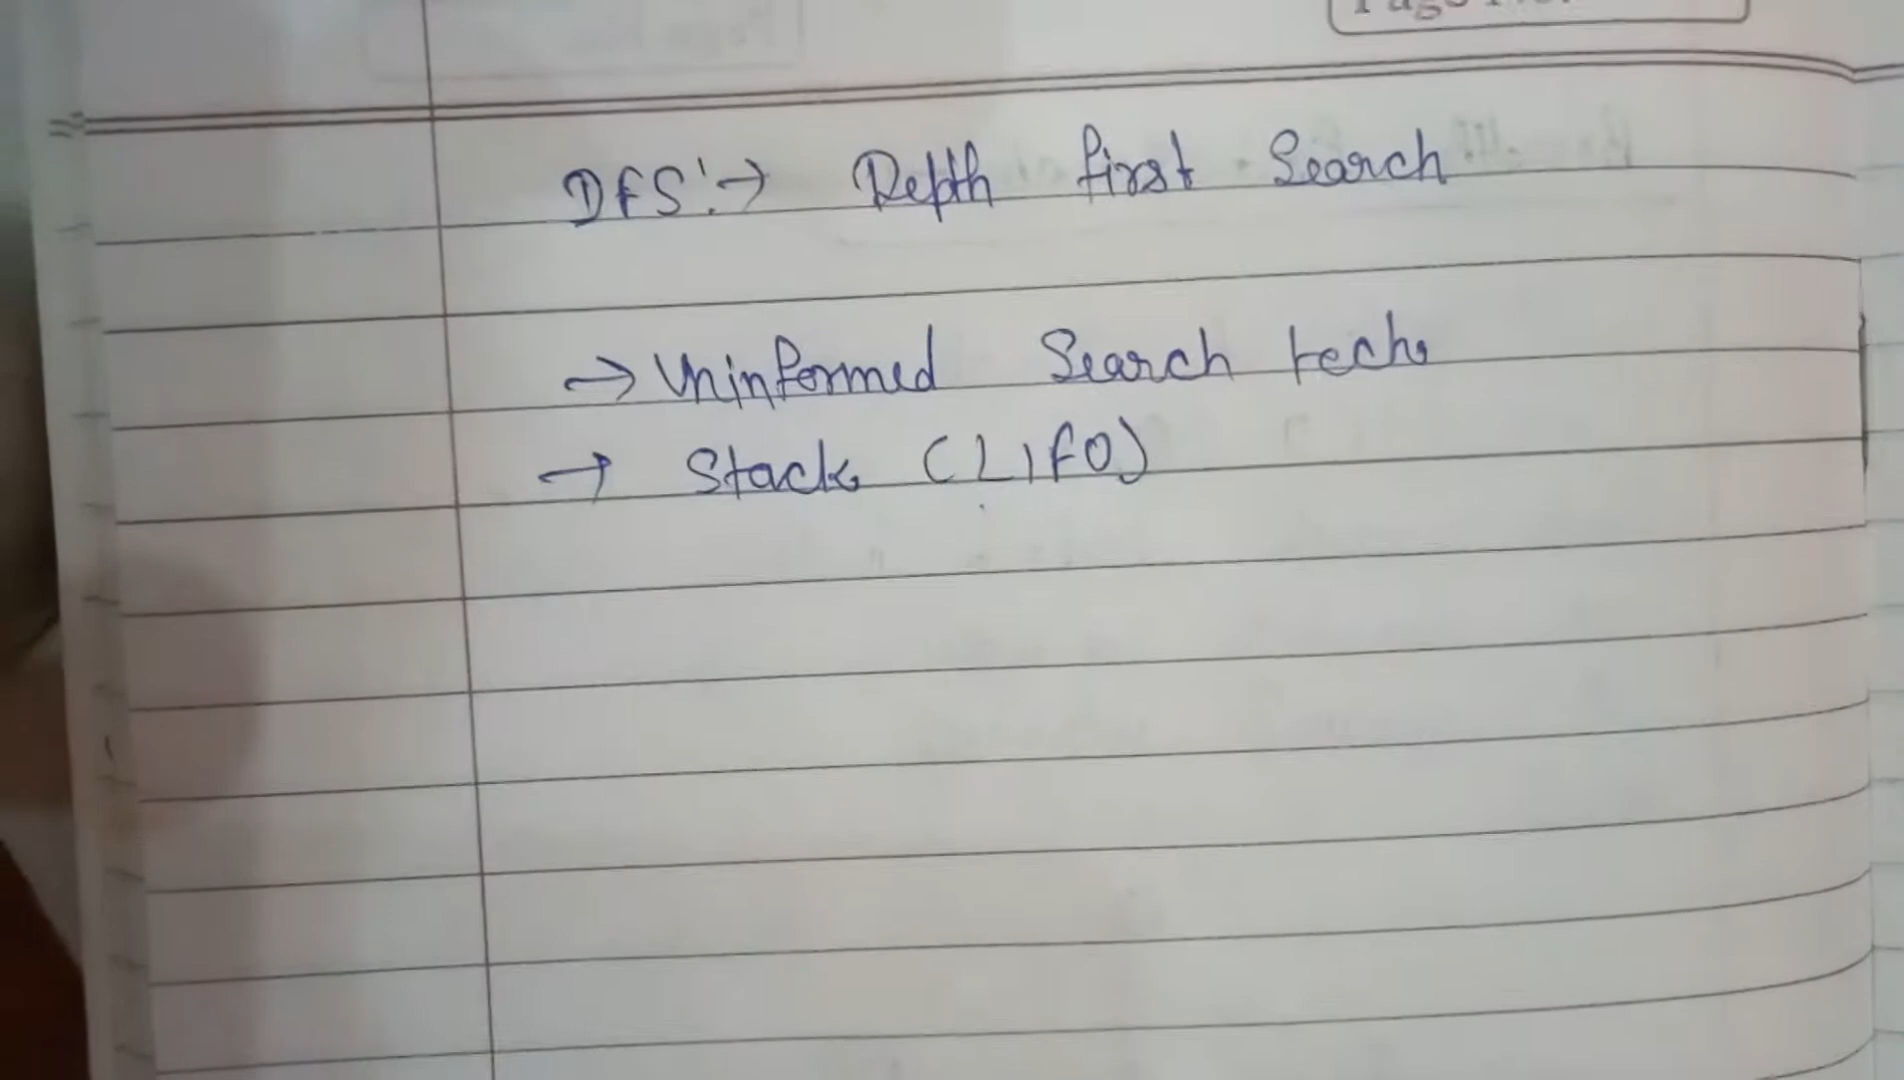 DFS:→ Depth first Search
→ Uninformed Search tech.
→ Stack (LIFO)